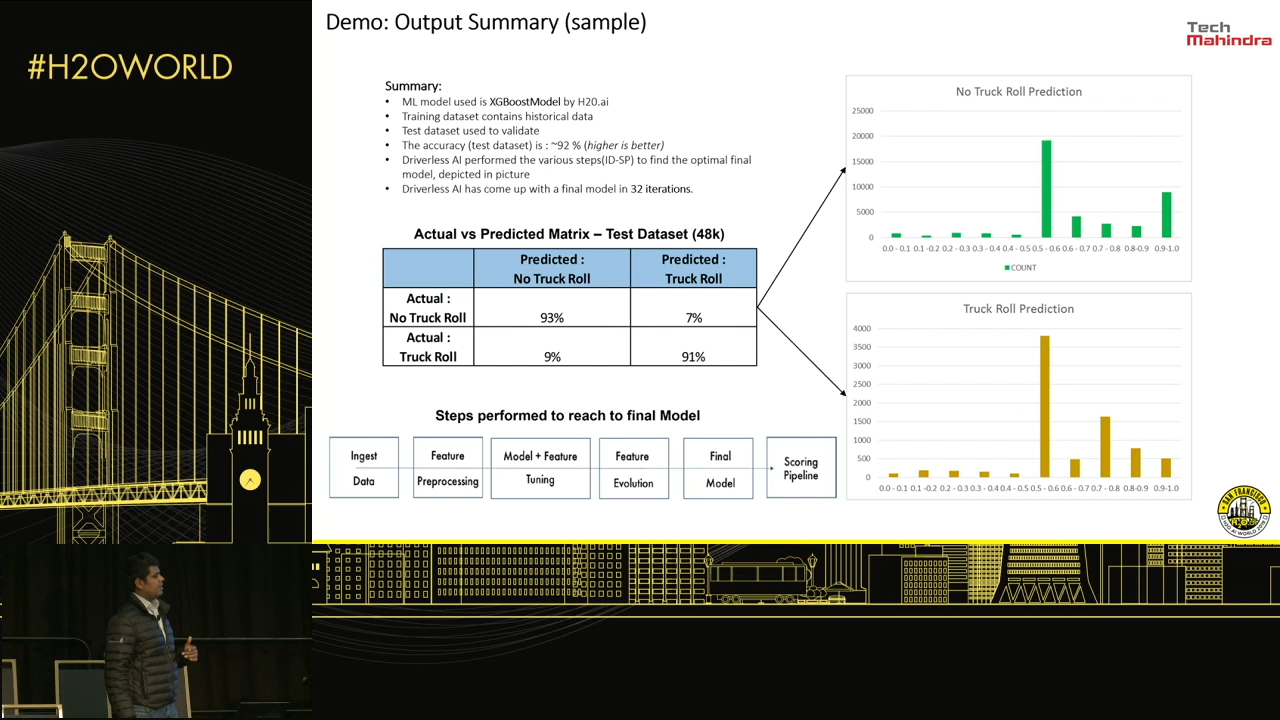 #H2OWORLD
Demo: Output Summary (sample)
Tech
Mahindra
Summary:
• ML model used is XGBoostModel by H20.ai
• Training dataset contains historical data
• Test dataset used to validate
• The accuracy (test dataset) is : ~92 % (higher is better)
• Driverless AI performed the various steps(ID-SP) to find the optimal final
model, depicted in picture
• Driverless AI has come up with a final model in 32 iterations.
Actual vs Predicted Matrix – Test Dataset (48k)
Predicted :
No Truck Roll
Predicted :
Truck Roll
Actual :
No Truck Roll
93%
7%
Actual :
Truck Roll
9%
91%
Steps performed to reach to final Model
Ingest
Data
Feature
Preprocessing
Model + Feature
Tuning
Feature
Evolution
Final
Model
Scoring
Pipeline
No Truck Roll Prediction
25000
20000
15000
10000
5000
0
0.0 - 0.1 0.1 -0.2 0.2 - 0.3 0.3 - 0.4 0.4 - 0.5 0.5 - 0.6 0.6 - 0.7 0.7 - 0.8 0.8-0.9 0.9-1.0
COUNT
Truck Roll Prediction
4000
3500
3000
2500
2000
1500
1000
500
0
0.0 - 0.1 0.1 -0.2 0.2 - 0.3 0.3 - 0.4 0.4 - 0.5 0.5 - 0.6 0.6 - 0.7 0.7 - 0.8 0.8-0.9 0.9-1.0
SAN FRANCISCO